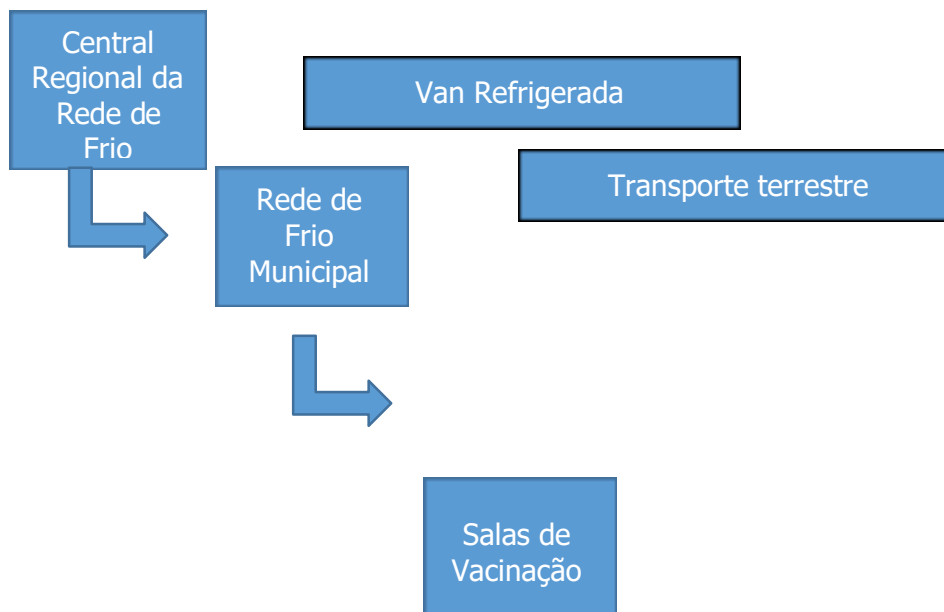 Central
Regional da
Rede de
Frio
Van Refrigerada
Transporte terrestre
Rede de
Frio
Municipal
Salas de
Vacinação